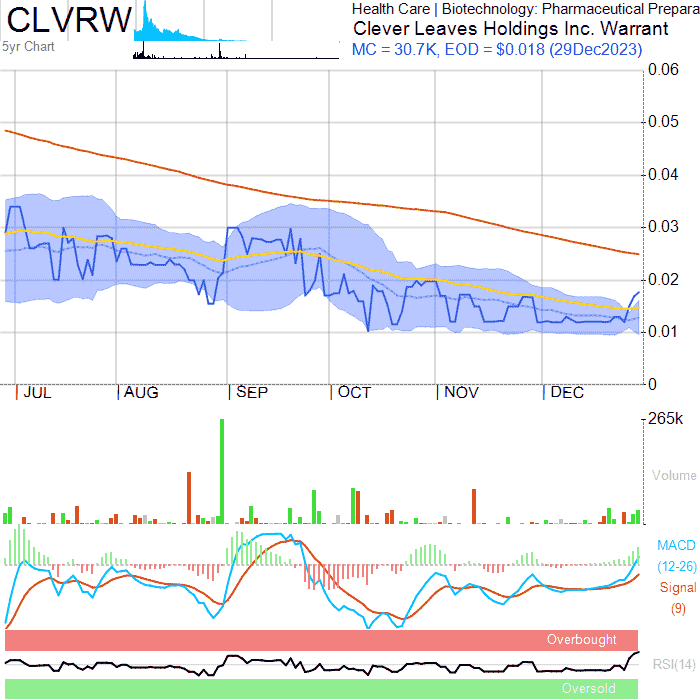 CLVRW
5yr Chart
Health Care | Biotechnology: Pharmaceutical Prepara
Clever Leaves Holdings Inc. Warrant
MC = 30.7K, EOD = $0.018 (29Dec2023)
0.06
0.05
0.04
0.03
0.02
0.01
0
JUL AUG SEP OCT NOV DEC
265k
Volume
MACD
(12-26)
Signal
(9)
Overbought
RSI(14)
Oversold